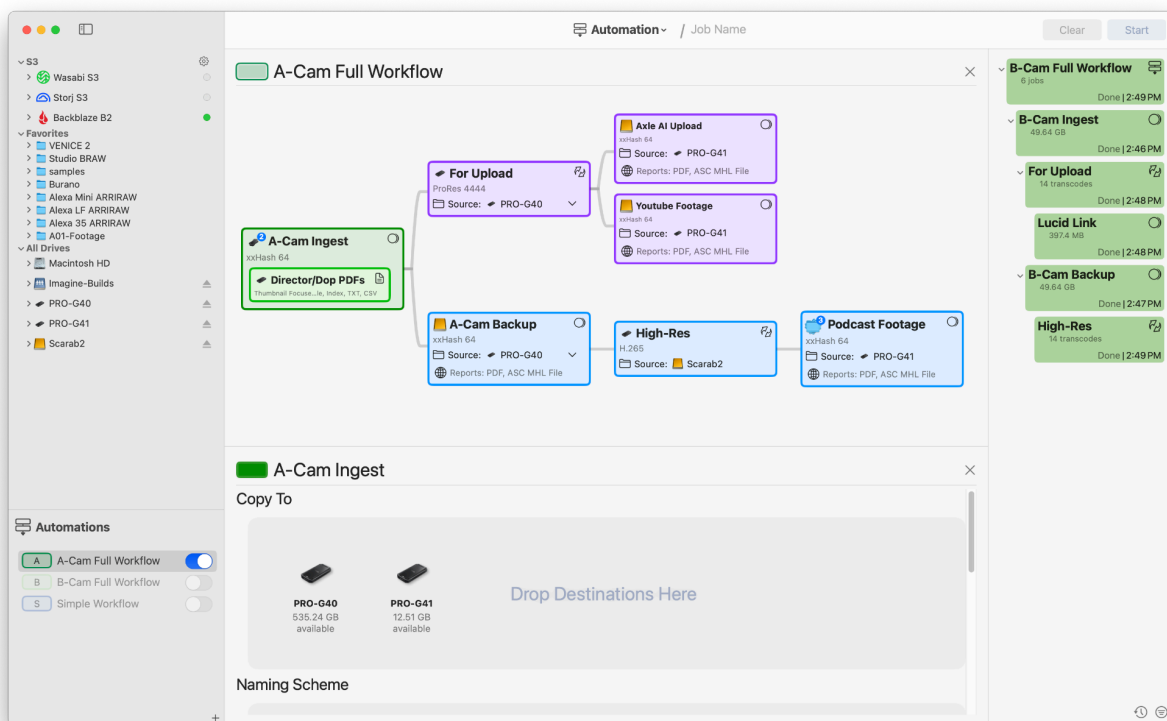 Automation
/ Job Name
Clear
Start
S3
Wasabi S3
Storj S3
Backblaze B2
Favorites
VENICE 2
Studio BRAW
samples
Burano
Alexa Mini ARRIRAW
Alexa LF ARRIRAW
Alexa 35 ARRIRAW
A01-Footage
All Drives
Macintosh HD
Imagine-Builds
PRO-G40
PRO-G41
Scarab2
Automations
A A-Cam Full Workflow
B B-Cam Full Workflow
S Simple Workflow
+
A-Cam Full Workflow
2 A-Cam Ingest
xxHash 64
Director/Dop PDFs
Thumbnail Focuse...le, Index, TXT, CSV
For Upload
ProRes 4444
Source: PRO-G40
Axle AI Upload
xxHash 64
Source: PRO-G41
Reports: PDF, ASC MHL File
Youtube Footage
xxHash 64
Source: PRO-G41
Reports: PDF, ASC MHL File
A-Cam Backup
xxHash 64
Source: PRO-G40
Reports: PDF, ASC MHL File
High-Res
H.265
Source: Scarab2
3 Podcast Footage
xxHash 64
Source: PRO-G41
Reports: PDF, ASC MHL File
A-Cam Ingest
Copy To
PRO-G40
535.24 GB
available
PRO-G41
12.51 GB
available
Drop Destinations Here
Naming Scheme
B-Cam Full Workflow
6 jobs
Done | 2:49 PM
B-Cam Ingest
49.64 GB
Done | 2:46 PM
For Upload
14 transcodes
Done | 2:48 PM
Lucid Link
397.4 MB
Done | 2:48 PM
B-Cam Backup
49.64 GB
Done | 2:47 PM
High-Res
14 transcodes
Done | 2:49 PM